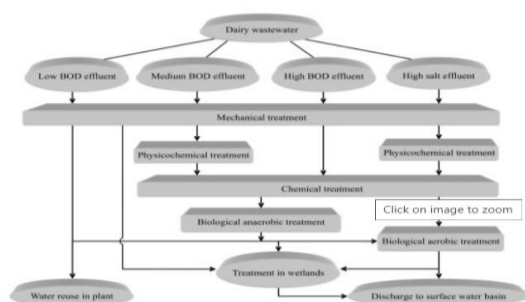 Dairy wastewater
Low BOD effluent
Medium BOD effluent
High BOD effluent
High salt effluent
Mechanical treatment
Physicochemical treatment
Physicochemical treatment
Chemical treatment
Click on image to zoom
Biological anaerobic treatment
Biological aerobic treatment
Treatment in wetlands
Water reuse in plant
Discharge to surface water basin